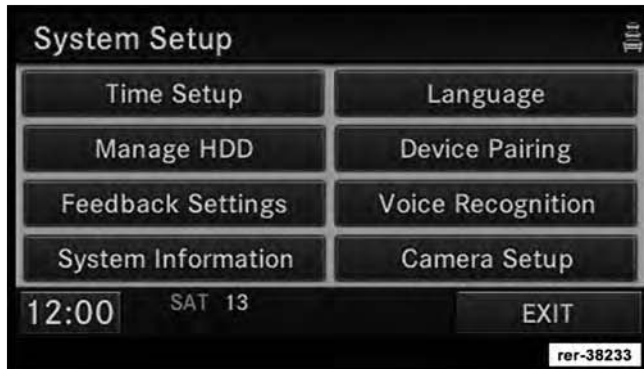 System Setup
Time Setup Language
Manage HDD Device Pairing
Feedback Settings Voice Recognition
System Information Camera Setup
12:00 SAT 13 EXIT
rer-38233